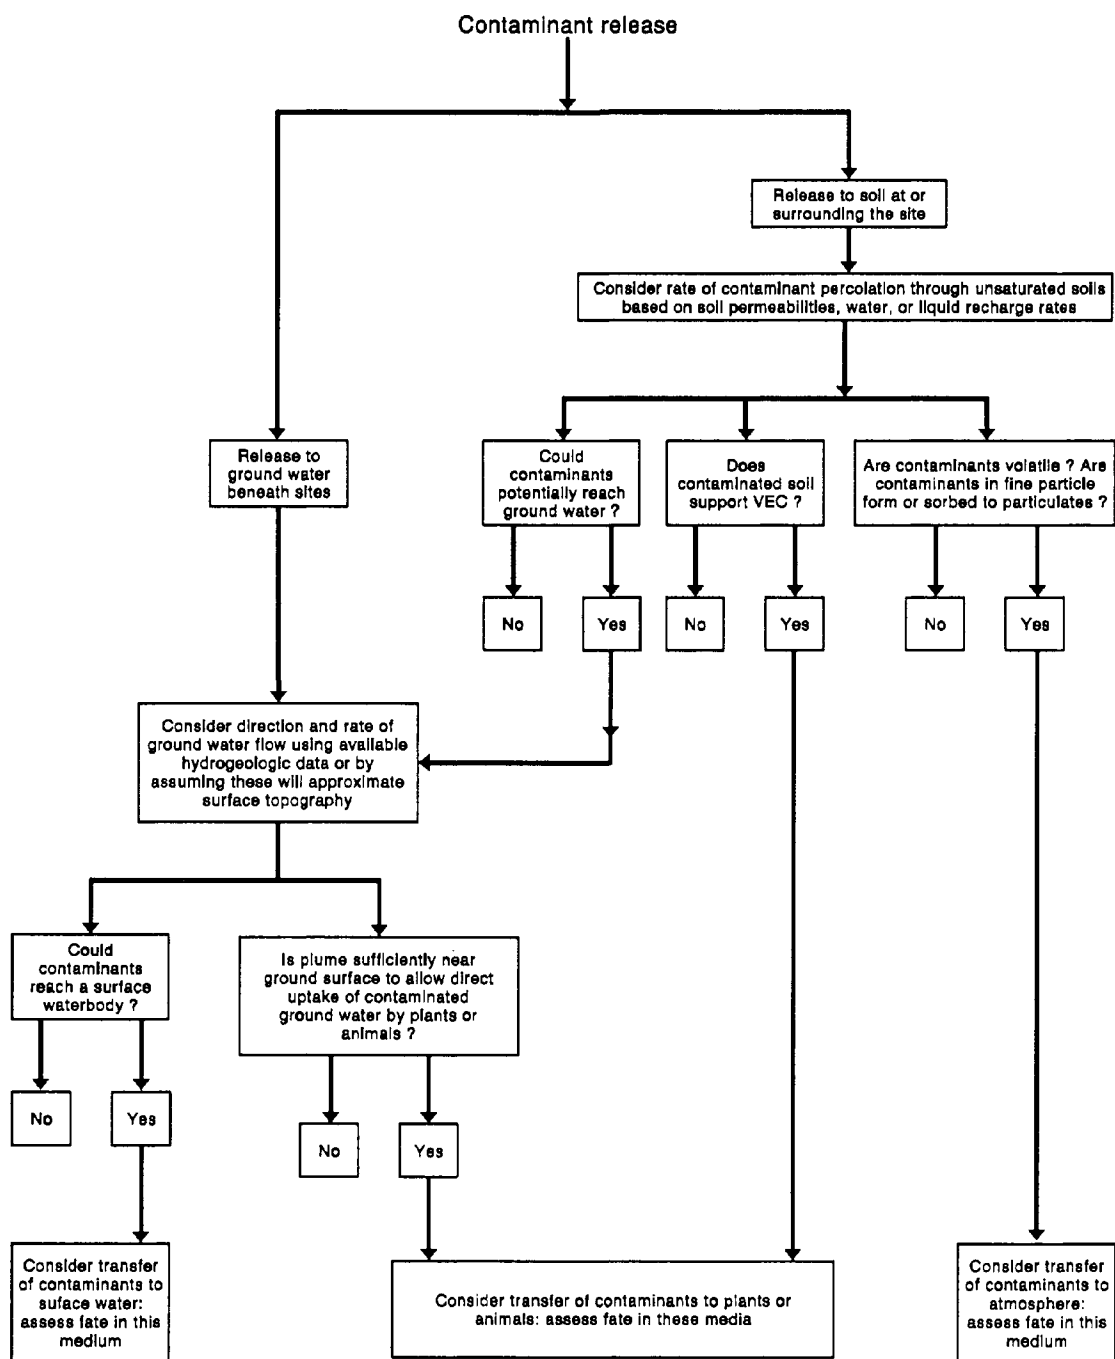 Contaminant release
Release to soil at or
surrounding the site
Consider rate of contaminant percolation through unsaturated soils
based on soil permeabilities, water, or liquid recharge rates
Release to
ground water
beneath sites
Could
contaminants
potentially reach
ground water ?
Does
contaminated soil
support VEC ?
Are contaminants volatile ? Are
contaminants in fine particle
form or sorbed to particulates ?
No
Yes
No
Yes
No
Yes
Consider direction and rate of
ground water flow using available
hydrogeologic data or by
assuming these will approximate
surface topography
Could
contaminants
reach a surface
waterbody ?
Is plume sufficiently near
ground surface to allow direct
uptake of contaminated
ground water by plants or
animals ?
No
Yes
No
Yes
Consider transfer
of contaminants to
suface water:
assess fate in this
medium
Consider transfer of contaminants to plants or
animals: assess fate in these media
Consider transfer
of contaminants to
atmosphere:
assess fate in this
medium